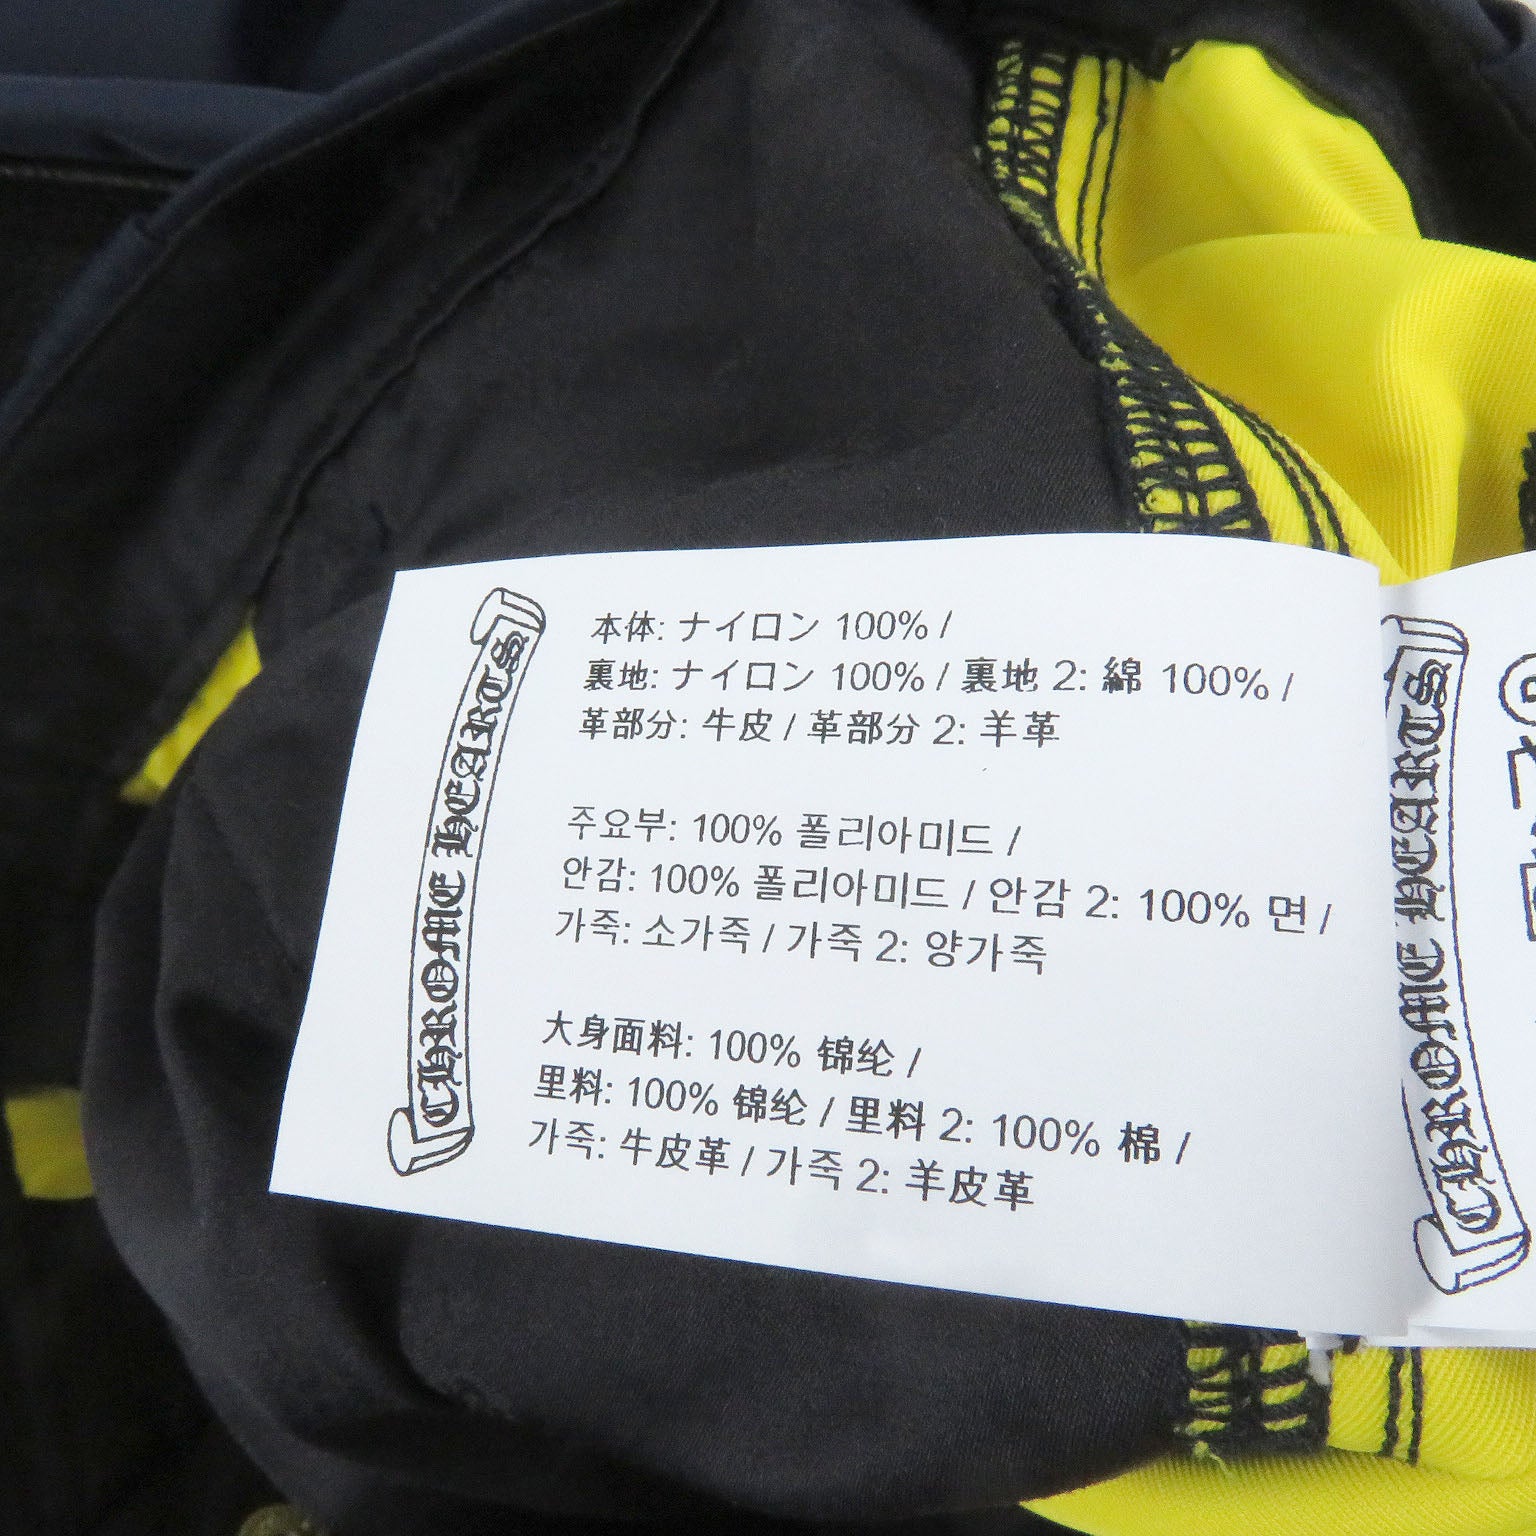 CHROME HEARTS
本体: ナイロン 100% /
裏地: ナイロン 100% / 裏地 2: 綿 100% /
革部分: 牛皮 / 革部分 2: 羊革
주요부: 100% 폴리아미드 /
안감: 100% 폴리아미드 / 안감 2: 100% 면 /
가죽: 소가죽 / 가죽 2: 양가죽
大身面料: 100% 锦纶 /
里料: 100% 锦纶 / 里料 2: 100% 棉 /
가죽: 牛皮革 / 가죽 2: 羊皮革
CHROME HEARTS